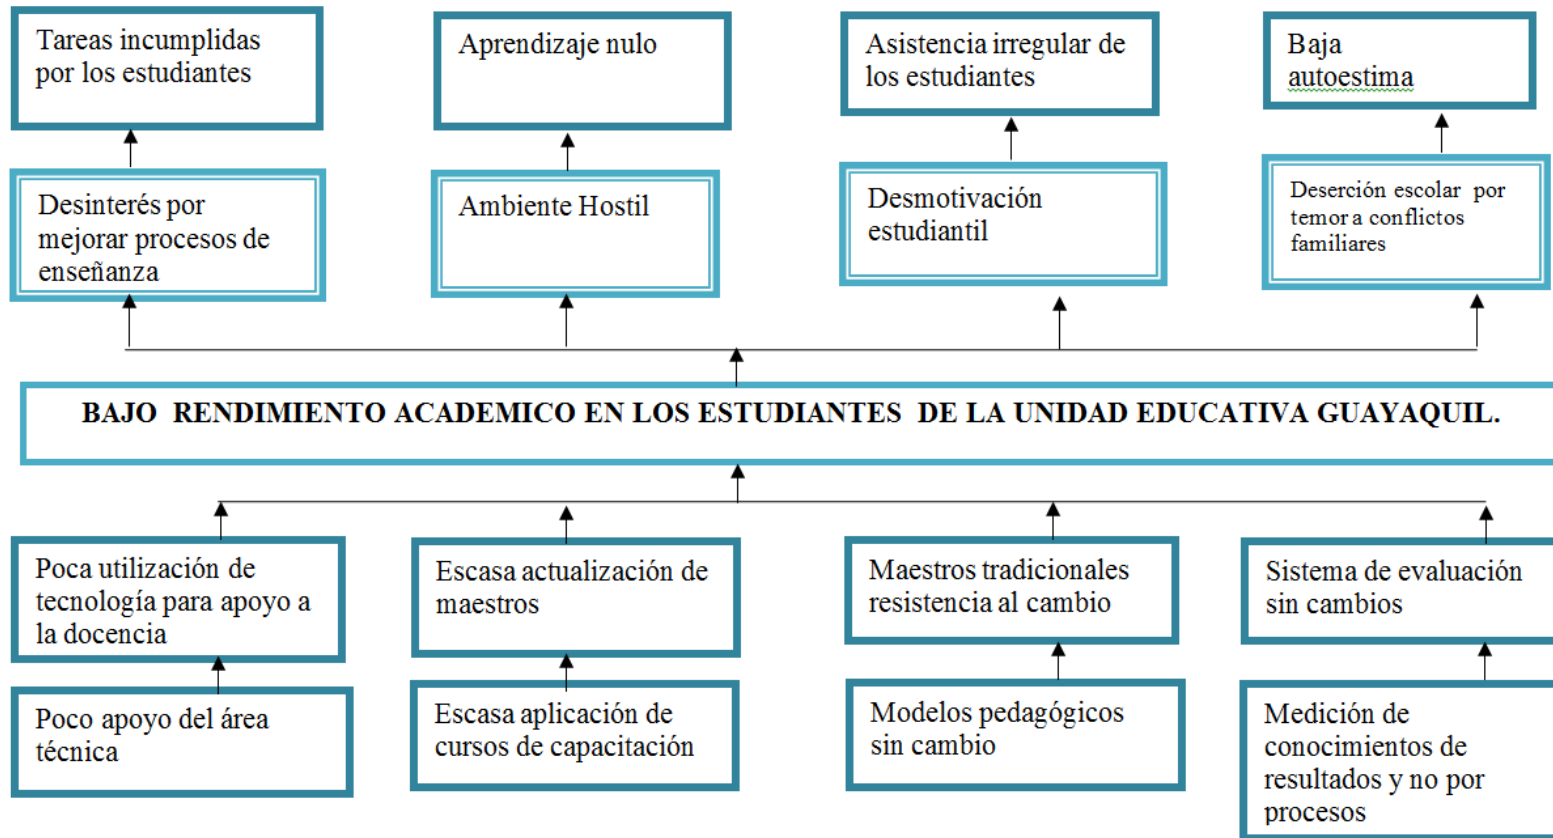 Tareas incumplidas
por los estudiantes
Aprendizaje nulo
Asistencia irregular de
los estudiantes
Baja
autoestima
Desinterés por
mejorar procesos de
enseñanza
Ambiente Hostil
Desmotivación
estudiantil
Deserción escolar por
temor a conflictos
familiares
BAJO RENDIMIENTO ACADEMICO EN LOS ESTUDIANTES DE LA UNIDAD EDUCATIVA GUAYAQUIL.
Poca utilización de
tecnología para apoyo a
la docencia
Escasa actualización de
maestros
Maestros tradicionales
resistencia al cambio
Sistema de evaluación
sin cambios
Poco apoyo del área
técnica
Escasa aplicación de
cursos de capacitación
Modelos pedagógicos
sin cambio
Medición de
conocimientos de
resultados y no por
procesos